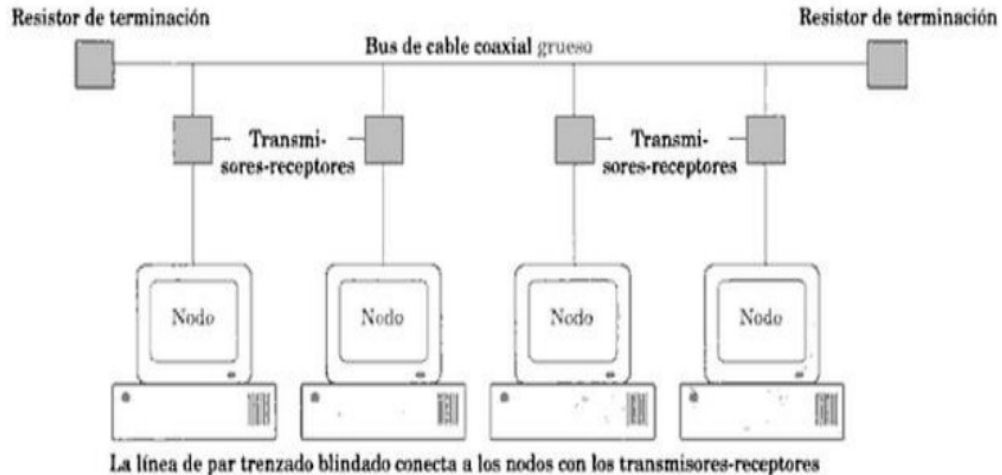 Resistor de terminación
Resistor de terminación
Bus de cable coaxial grueso
Transmi-
sores-receptores
Transmi-
sores-receptores
Nodo
Nodo
Nodo
Nodo
La línea de par trenzado blindado conecta a los nodos con los transmisores-receptores